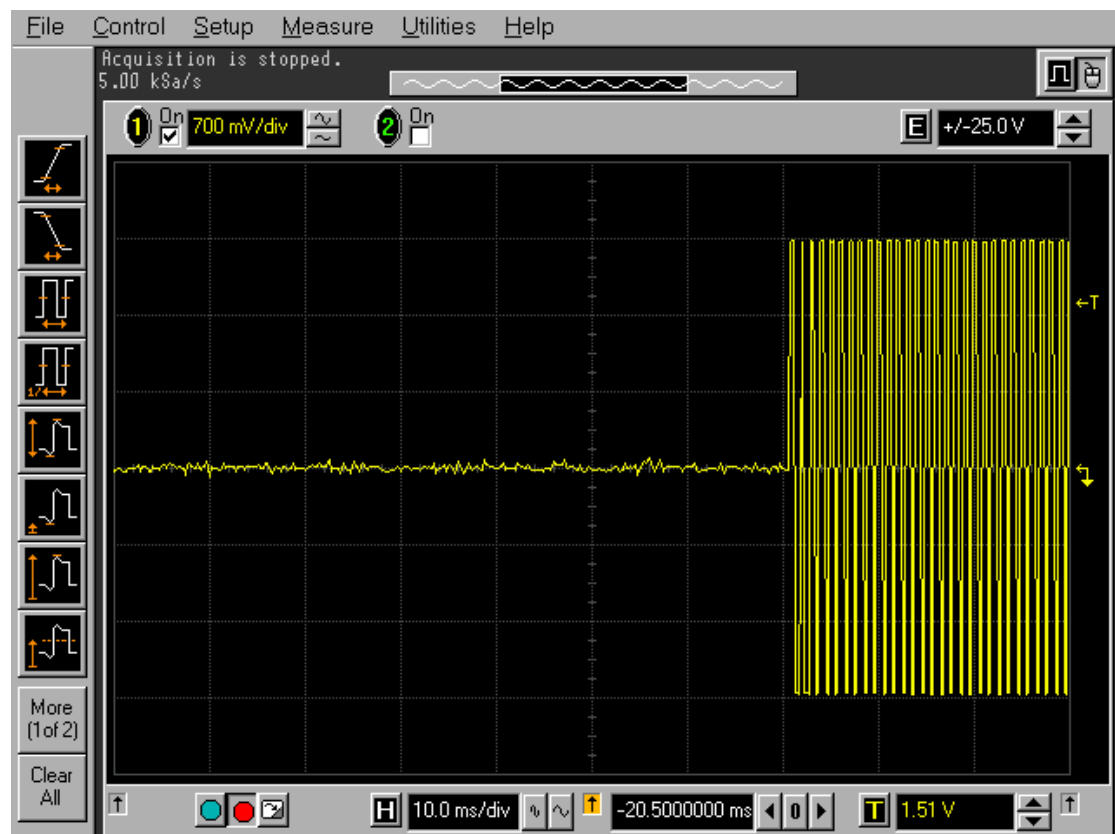 File Control Setup Measure Utilities Help
Acquisition is stopped.
5.00 kSa/s
1 On 700 mV/div 2 On E +/-25.0 V
T
1/
More
(1of 2)
Clear
All
H 10.0 ms/div -20.5000000 ms 0 T 1.51 V